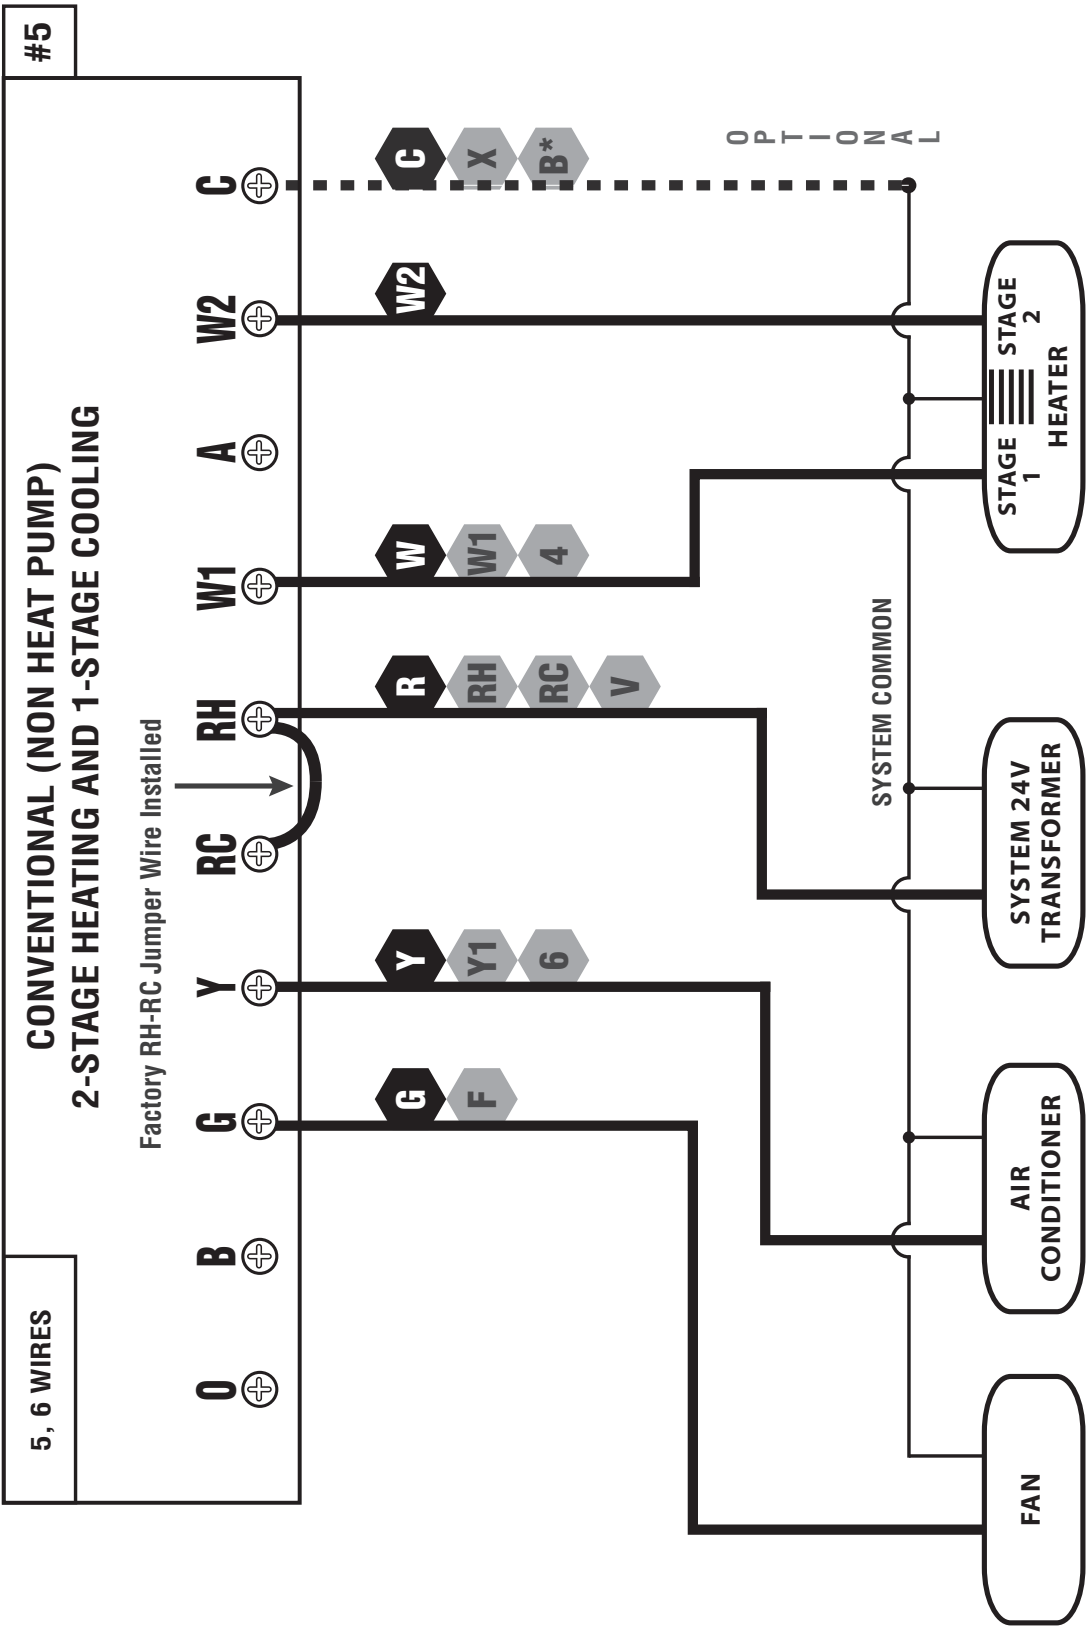 5, 6 WIRES
#5
CONVENTIONAL (NON HEAT PUMP)
2-STAGE HEATING AND 1-STAGE COOLING
Factory RH-RC Jumper Wire Installed
O B G Y RC RH W1 A W2 C
G
F
Y
Y1
6
R
RH
RC
V
W
W1
4
W2
C
X
B*
OPTIONAL
SYSTEM COMMON
FAN
AIR
CONDITIONER
SYSTEM 24V
TRANSFORMER
STAGE
1
STAGE
2
HEATER